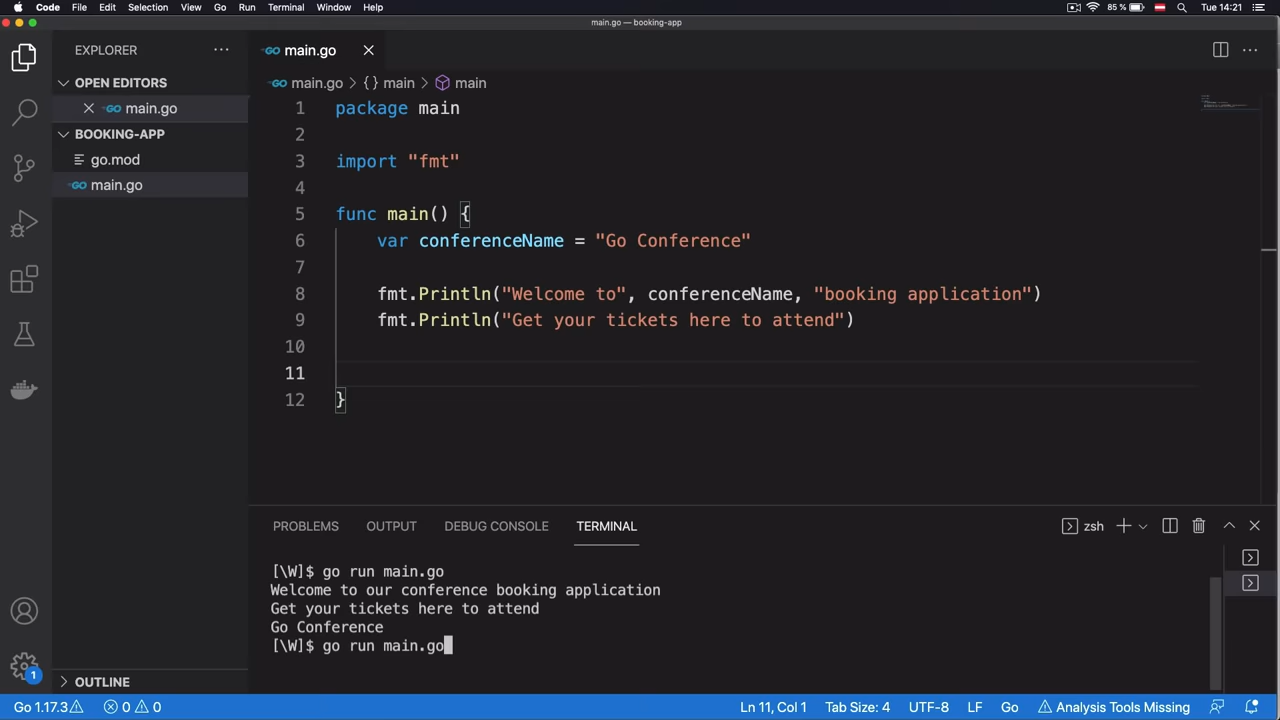 Code File Edit Selection View Go Run Terminal Window Help 85% Tue 14:21
main.go — booking-app
EXPLORER
OPEN EDITORS
main.go
BOOKING-APP
go.mod
main.go
OUTLINE
main.go
main.go > {} main > main
1 package main
2
3 import "fmt"
4
5 func main() {
6 var conferenceName = "Go Conference"
7
8 fmt.Println("Welcome to", conferenceName, "booking application")
9 fmt.Println("Get your tickets here to attend")
10
11
12 }
PROBLEMS OUTPUT DEBUG CONSOLE TERMINAL zsh
[\W]$ go run main.go
Welcome to our conference booking application
Get your tickets here to attend
Go Conference
[\W]$ go run main.go
1
Go 1.17.3 0 0 Ln 11, Col 1 Tab Size: 4 UTF-8 LF Go Analysis Tools Missing